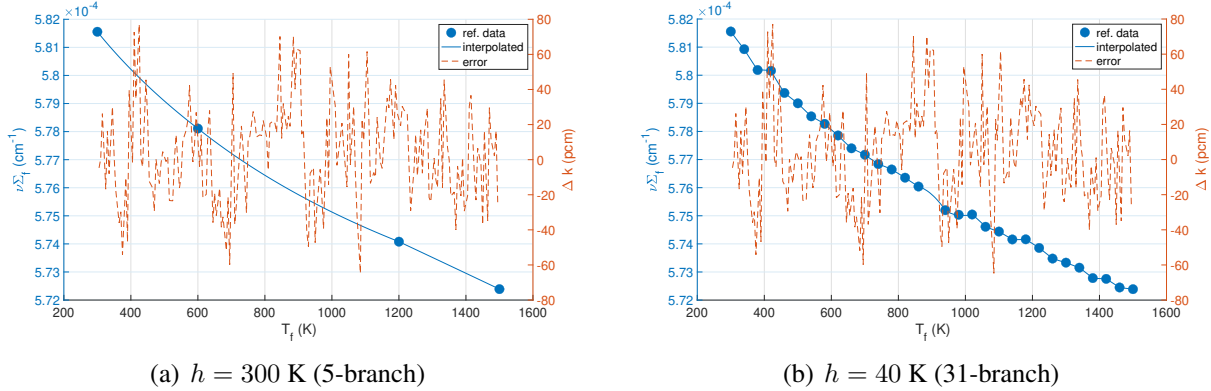 ×10⁻⁴
5.82
5.81
5.8
5.79
5.78
5.77
5.76
5.75
5.74
5.73
5.72
νΣ_f (cm⁻¹)
ref. data
interpolated
error
80
60
40
20
0
-20
-40
-60
-80
Δ k (pcm)
200 400 600 800 1000 1200 1400 1600
T_f (K)
(a) h = 300 K (5-branch)
×10⁻⁴
5.82
5.81
5.8
5.79
5.78
5.77
5.76
5.75
5.74
5.73
5.72
νΣ_f (cm⁻¹)
ref. data
interpolated
error
80
60
40
20
0
-20
-40
-60
-80
Δ k (pcm)
200 400 600 800 1000 1200 1400 1600
T_f (K)
(b) h = 40 K (31-branch)